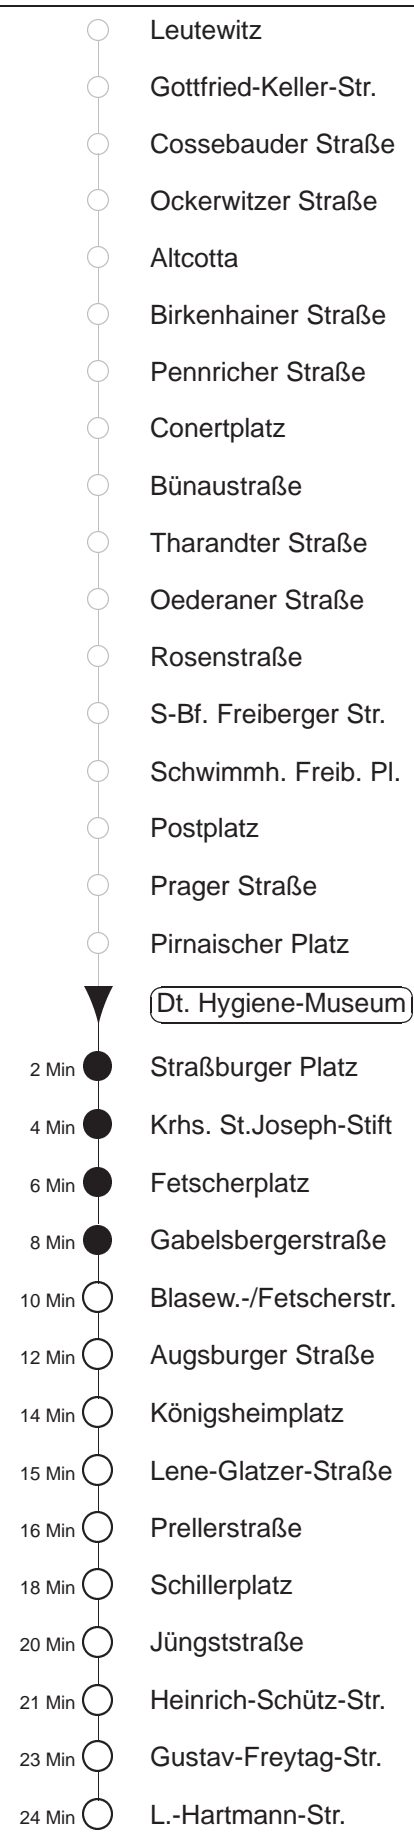 Leutewitz
Gottfried-Keller-Str.
Cossebauder Straße
Ockerwitzer Straße
Altcotta
Birkenhainer Straße
Pennricher Straße
Conertplatz
Bünaustraße
Tharandter Straße
Oederaner Straße
Rosenstraße
S-Bf. Freiberger Str.
Schwimmh. Freib. Pl.
Postplatz
Prager Straße
Pirnaischer Platz
Dt. Hygiene-Museum
2 Min Straßburger Platz
4 Min Krhs. St.Joseph-Stift
6 Min Fetscherplatz
8 Min Gabelsbergerstraße
10 Min Blasew.-/Fetscherstr.
12 Min Augsburger Straße
14 Min Königsheimplatz
15 Min Lene-Glatzer-Straße
16 Min Prellerstraße
18 Min Schillerplatz
20 Min Jüngststraße
21 Min Heinrich-Schütz-Str.
23 Min Gustav-Freytag-Str.
24 Min L.-Hartmann-Str.